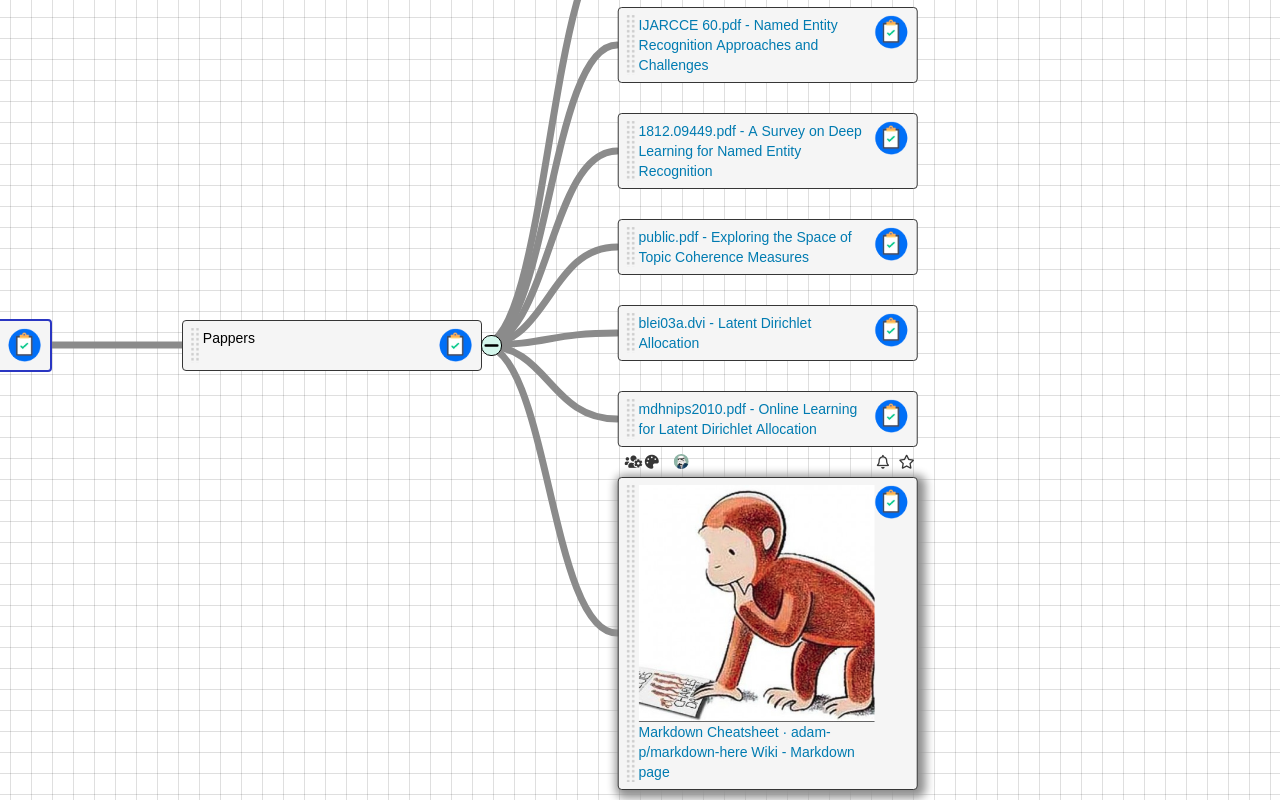 IJARCCE 60.pdf - Named Entity
Recognition Approaches and
Challenges
1812.09449.pdf - A Survey on Deep
Learning for Named Entity
Recognition
public.pdf - Exploring the Space of
Topic Coherence Measures
Pappers
blei03a.dvi - Latent Dirichlet
Allocation
mdhnips2010.pdf - Online Learning
for Latent Dirichlet Allocation
Markdown Cheatsheet · adam-
p/markdown-here Wiki - Markdown
page